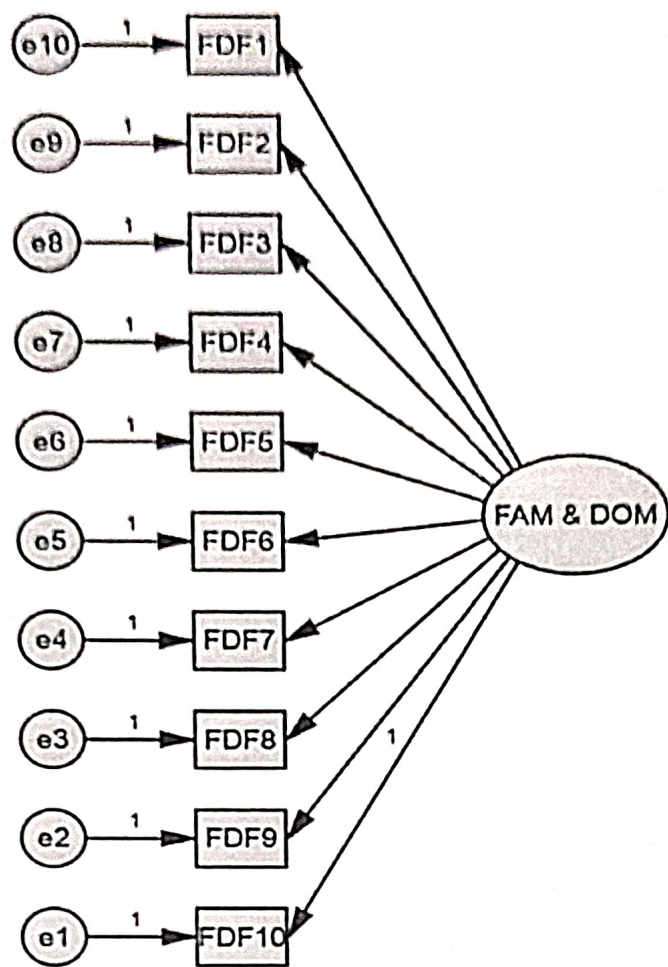 e10 1 FDF1
e9 1 FDF2
e8 1 FDF3
e7 1 FDF4
e6 1 FDF5
FAM & DOM
e5 1 FDF6
e4 1 FDF7
e3 1 FDF8
1
e2 1 FDF9
e1 1 FDF10